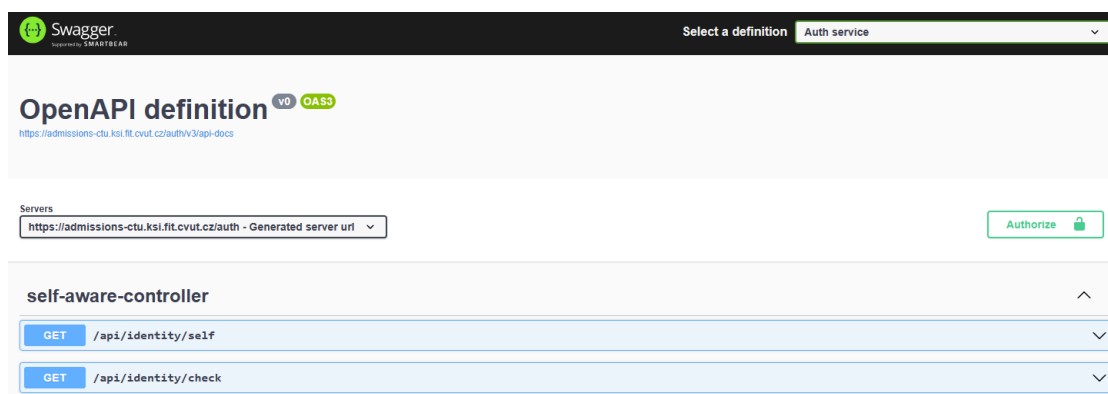 Swagger.
Supported by SMARTBEAR
Select a definition
Auth service
OpenAPI definition v0 OAS3
https://admissions-ctu.ksi.fit.cvut.cz/auth/v3/api-docs
Servers
https://admissions-ctu.ksi.fit.cvut.cz/auth - Generated server url
Authorize
self-aware-controller
GET /api/identity/self
GET /api/identity/check